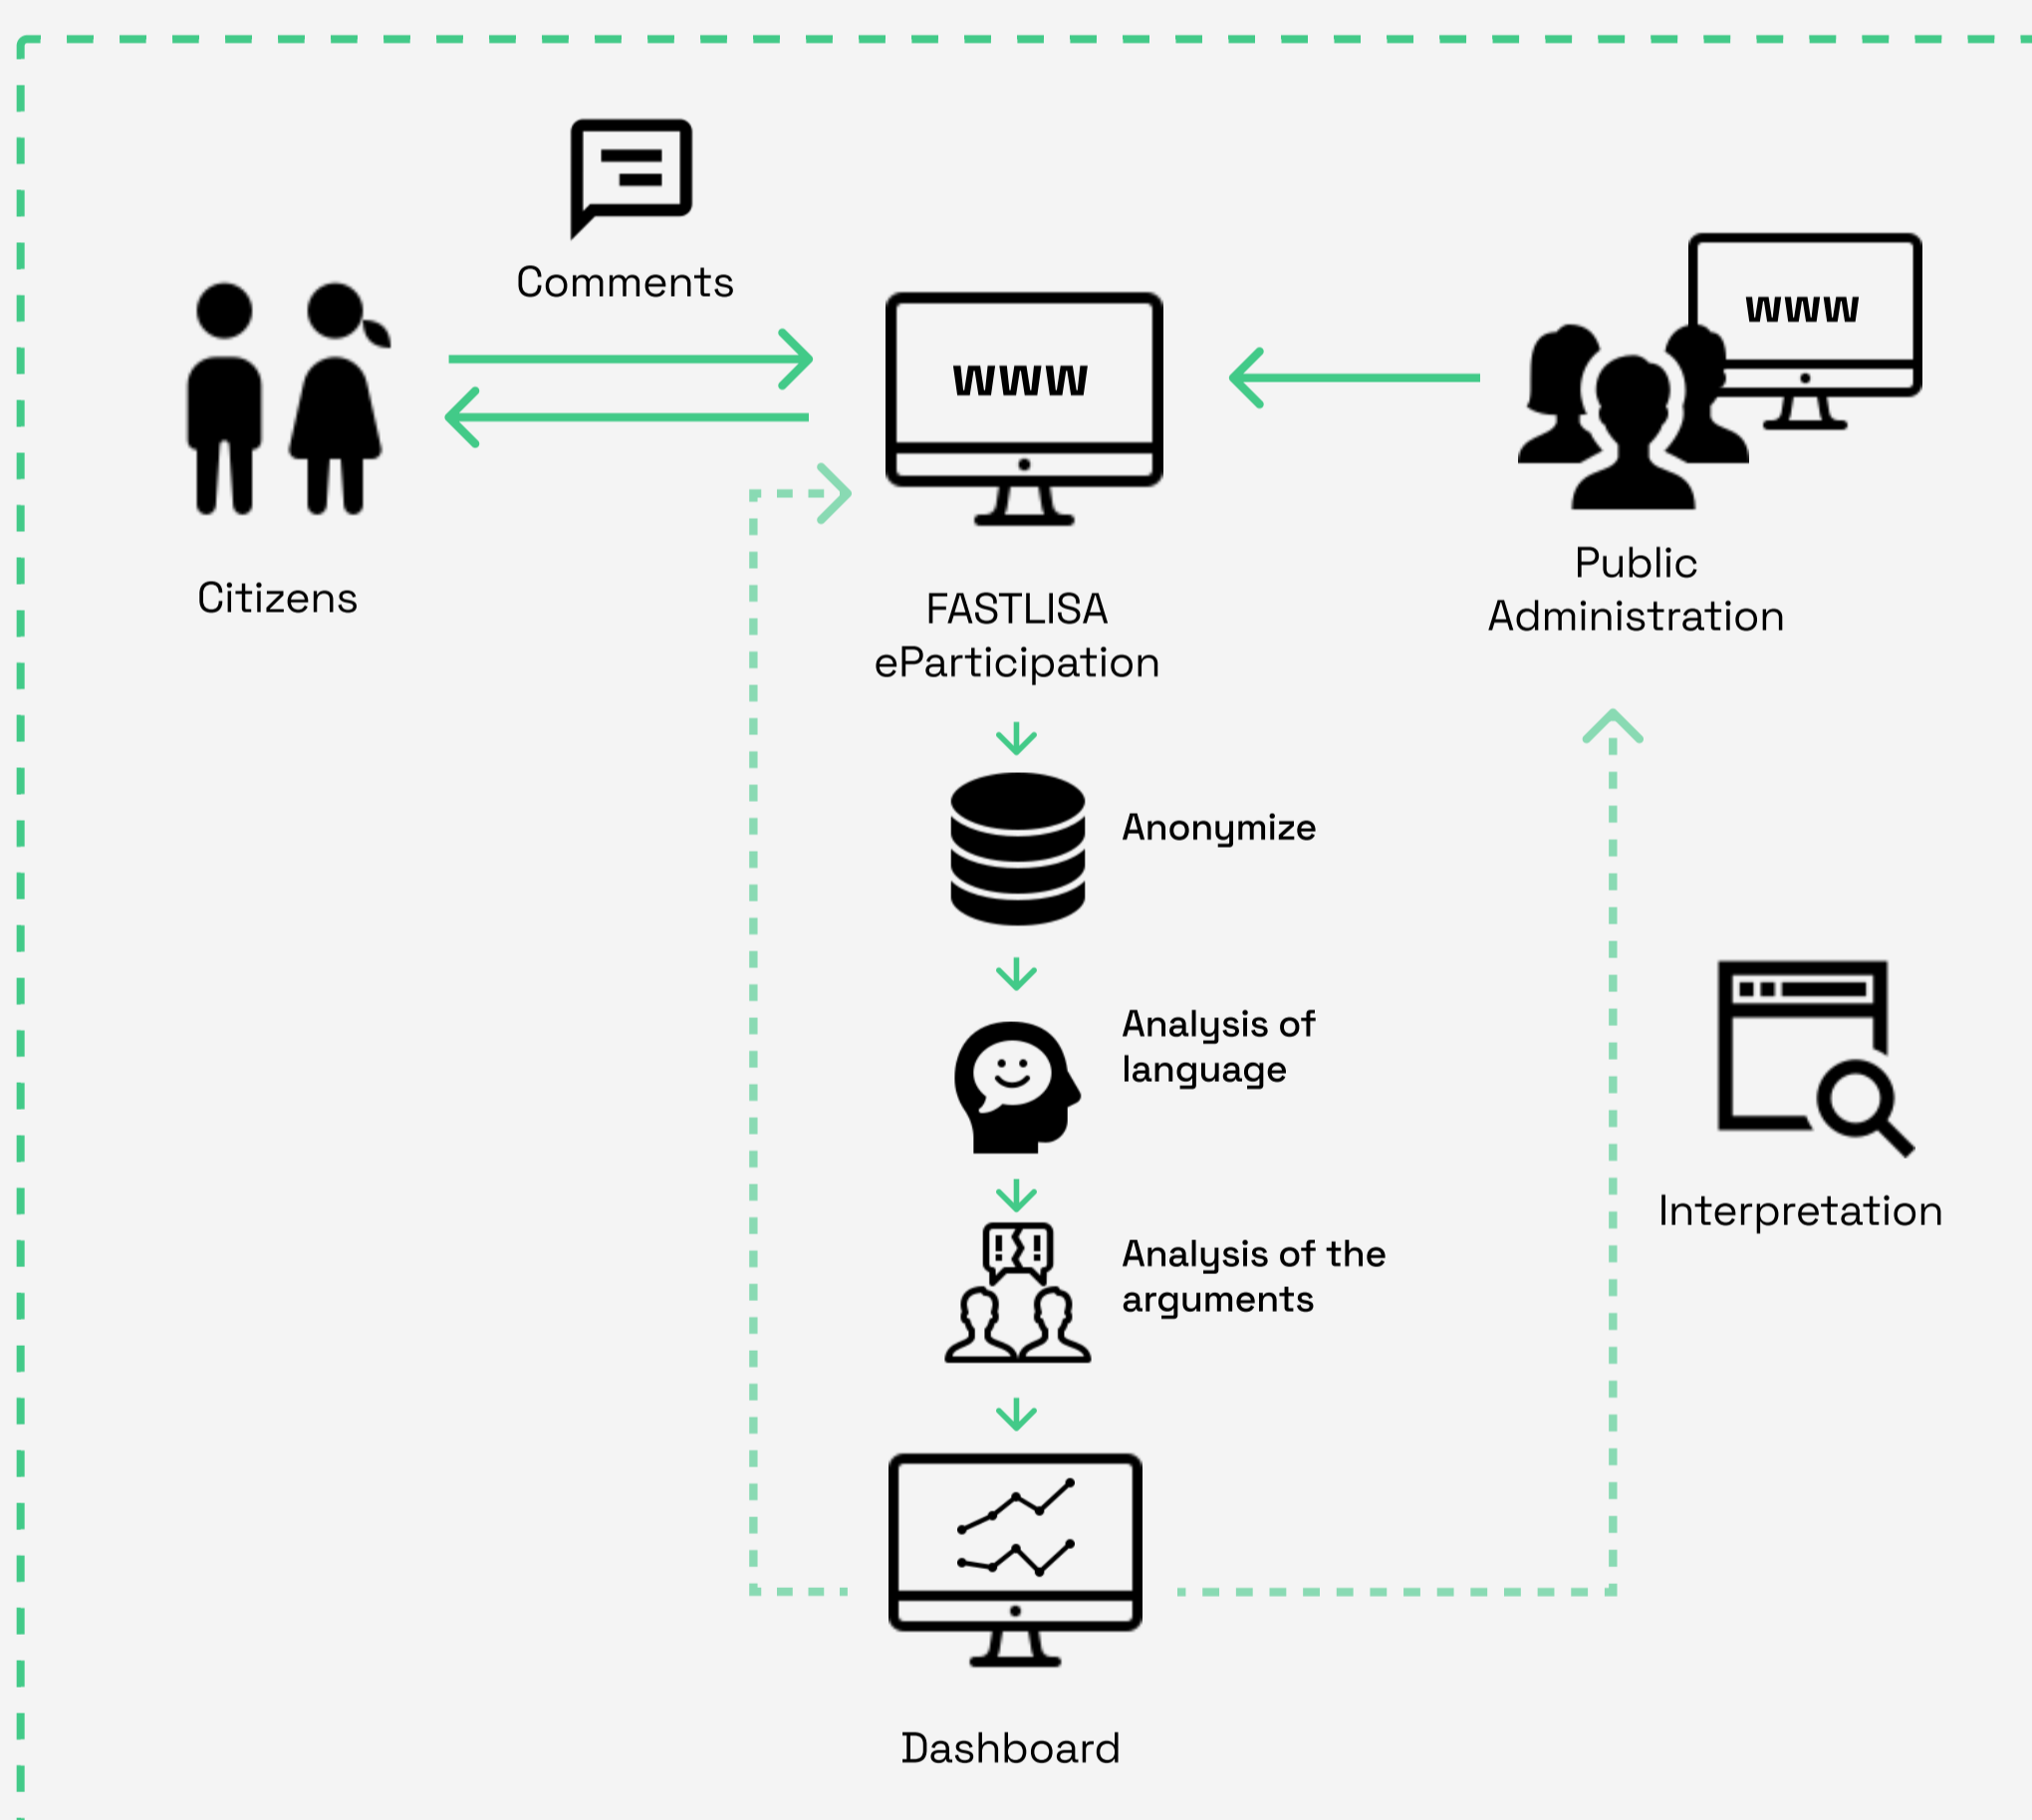 Comments
www
www
Citizens
FASTLISA
eParticipation
Public
Administration
Anonymize
Analysis of
language
Analysis of the
arguments
Interpretation
Dashboard